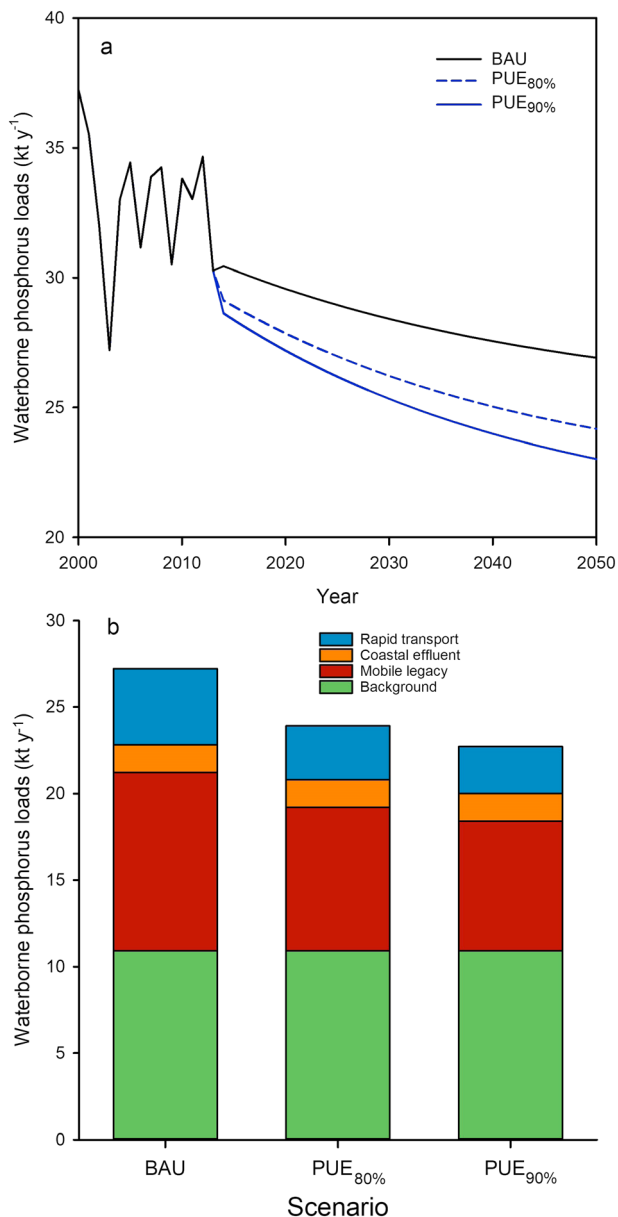 a
BAU
PUE80%
PUE90%
Waterborne phosphorus loads (kt y-1)
40
35
30
25
20
2000 2010 2020 2030 2040 2050
Year
b
Rapid transport
Coastal effluent
Mobile legacy
Background
Waterborne phosphorus loads (kt y-1)
30
25
20
15
10
5
0
BAU PUE80% PUE90%
Scenario